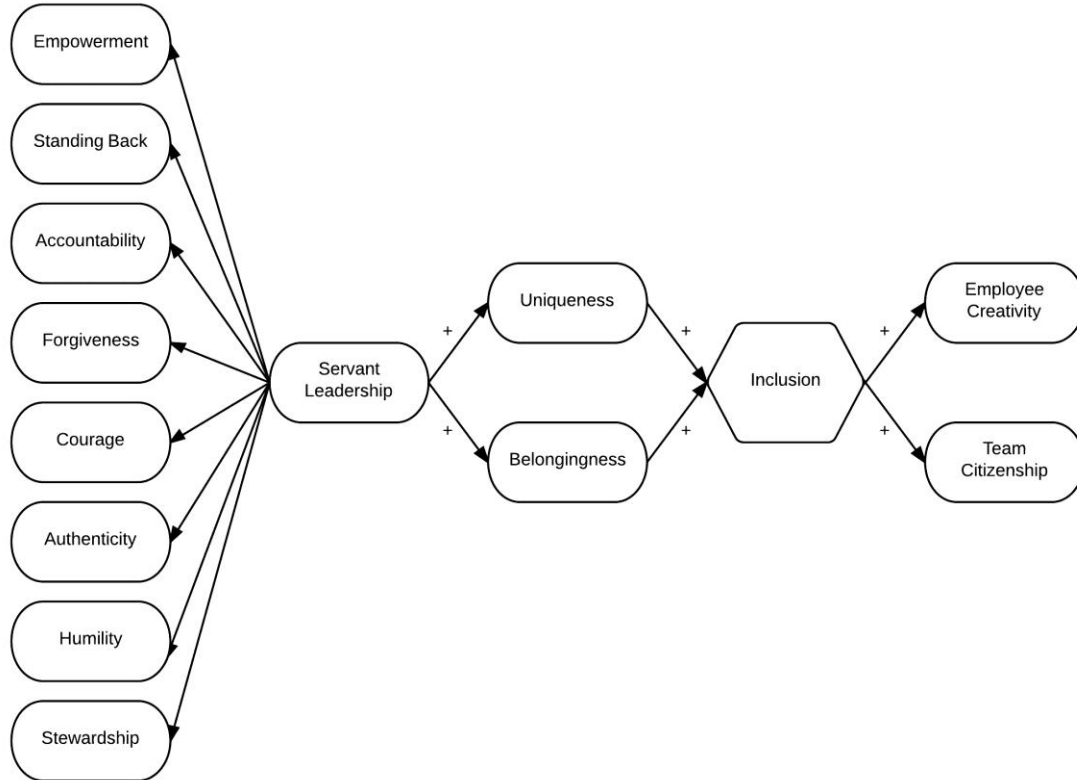 Empowerment
Standing Back
Accountability
Forgiveness
Courage
Authenticity
Humility
Stewardship
Servant
Leadership
+
+
Uniqueness
Belongingness
+
+
Inclusion
+
+
Employee
Creativity
Team
Citizenship